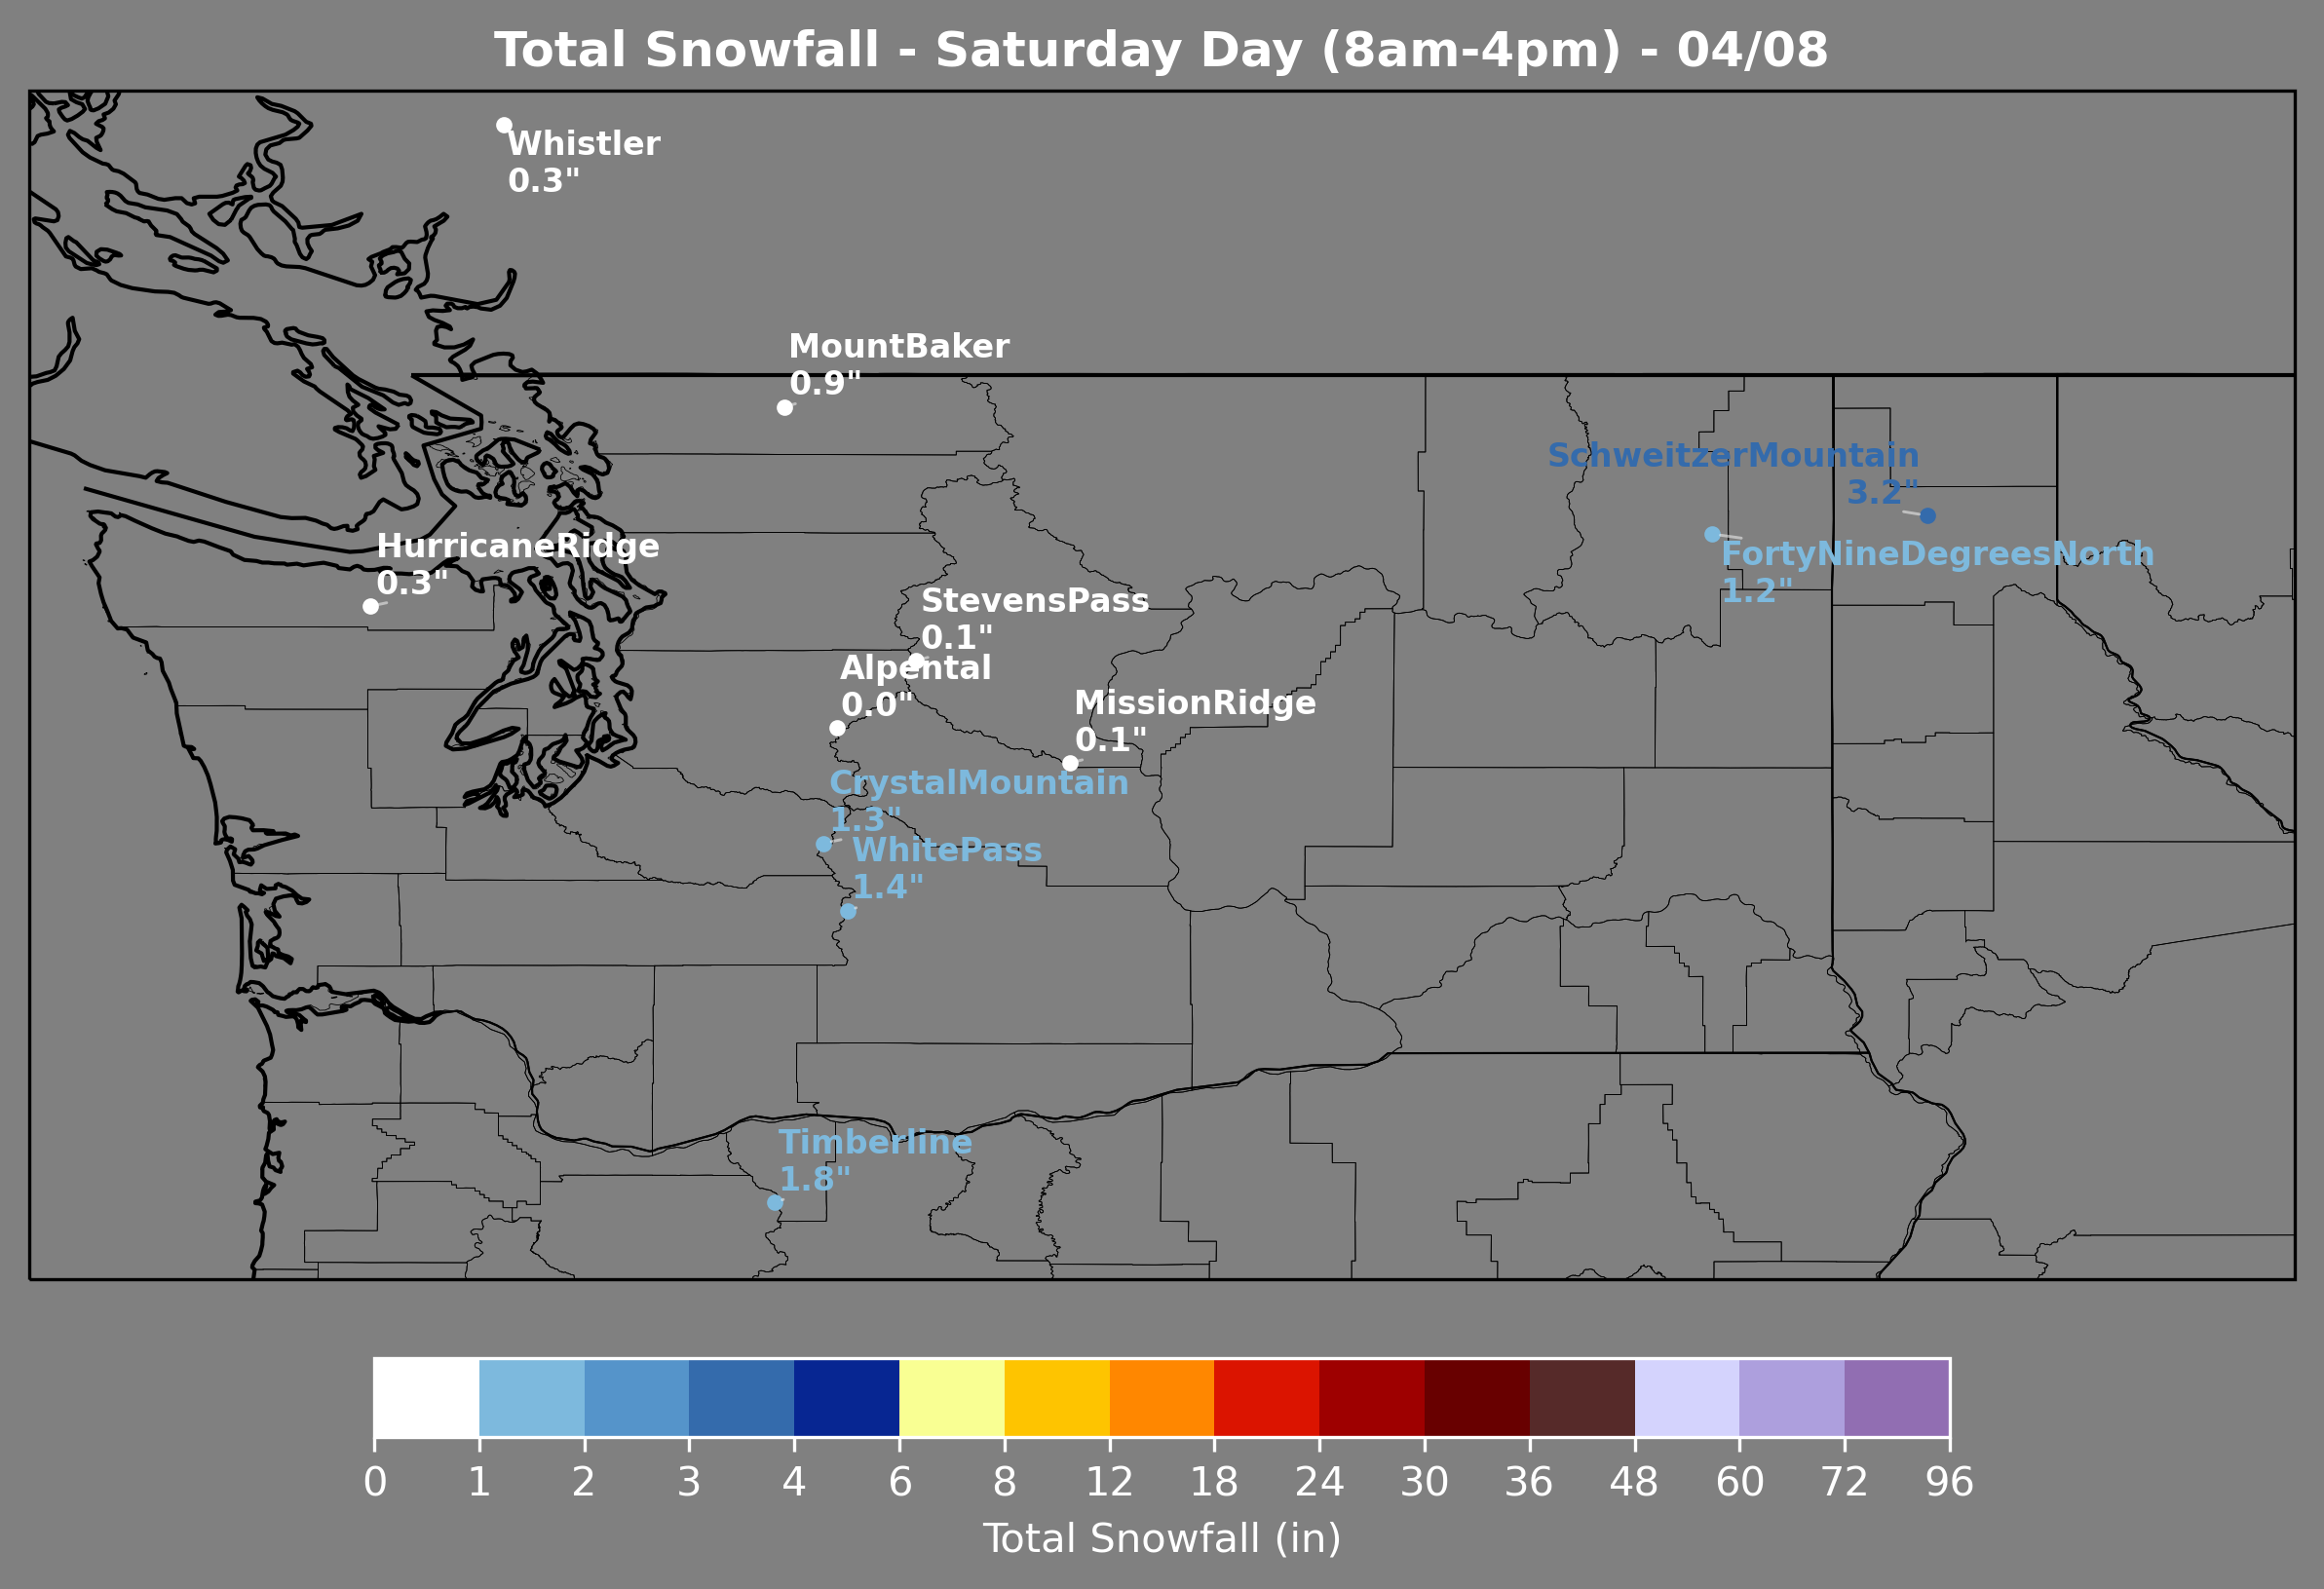 Total Snowfall - Saturday Day (8am-4pm) - 04/08
Whistler
0.3"
MountBaker
0.9"
SchweitzerMountain
3.2"
FortyNineDegreesNorth
1.2"
HurricaneRidge
0.3"
StevensPass
0.1"
Alpental
0.0"
MissionRidge
0.1"
CrystalMountain
1.3"
WhitePass
1.4"
Timberline
1.8"
0 1 2 3 4 6 8 12 18 24 30 36 48 60 72 96
Total Snowfall (in)